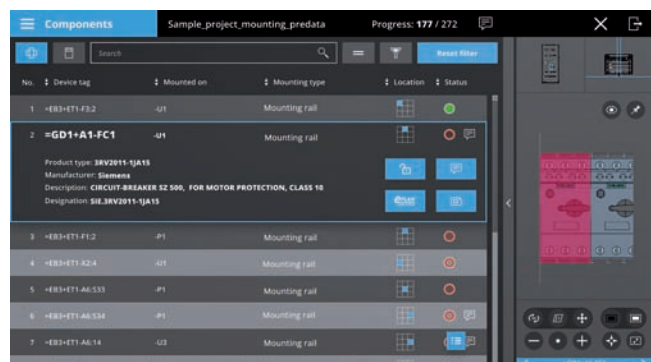 Components Sample_project_mounting_predata Progress: 177 / 272
Search Reset filter
No. Device tag Mounted on Mounting type Location Status
1 =EB3+ET1-F3:2 -U1 Mounting rail
2 =GD1+A1-FC1 -U1 Mounting rail
Product type: 3RV2011-1JA15
Manufacturer: Siemens
Description: CIRCUIT-BREAKER SZ S00, FOR MOTOR PROTECTION, CLASS 10
Designation: SIE.3RV2011-1JA15
3 =EB3+ET1-F1:2 -P1 Mounting rail
4 =EB3+ET1-X2:4 -U1 Mounting rail
5 =EB3+ET1-A6:S33 -P1 Mounting rail
6 =EB3+ET1-A6:S34 -P1 Mounting rail
7 =EB3+ET1-A6:14 -U3 Mounting rail